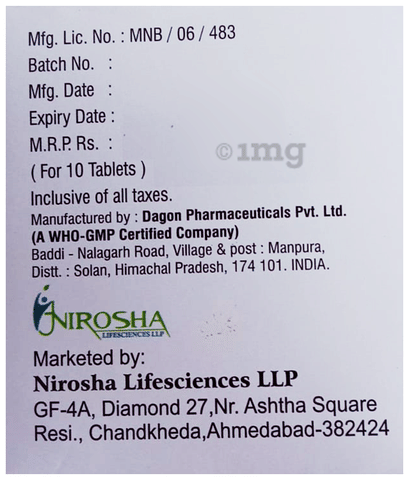 Mfg. Lic. No. : MNB / 06 / 483
Batch No. :
Mfg. Date :
Expiry Date :
M.R.P. Rs. :
©1mg
( For 10 Tablets )
Inclusive of all taxes.
Manufactured by : Dagon Pharmaceuticals Pvt. Ltd.
(A WHO-GMP Certified Company)
Baddi - Nalagarh Road, Village & post : Manpura,
Distt. : Solan, Himachal Pradesh, 174 101. INDIA.
NIROSHA
LIFESCIENCES LLP
Marketed by:
Nirosha Lifesciences LLP
GF-4A, Diamond 27,Nr. Ashtha Square
Resi., Chandkheda,Ahmedabad-382424